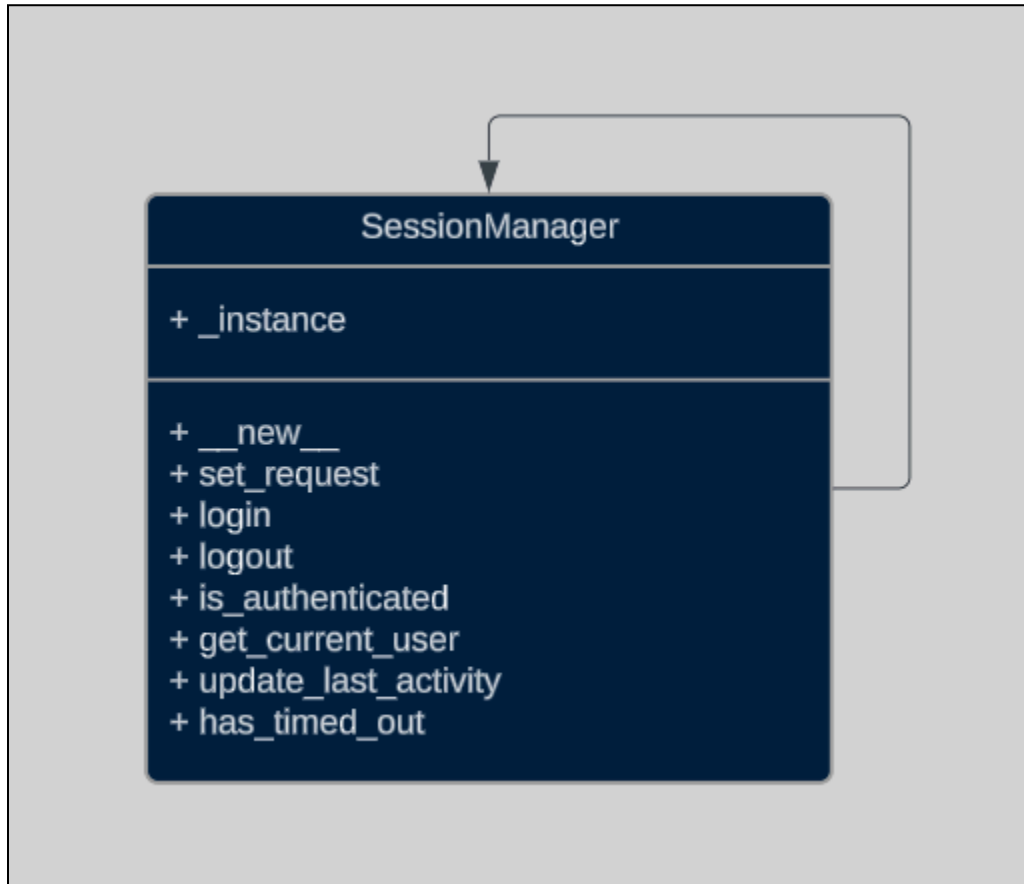 SessionManager
+ _instance
+ __new__
+ set_request
+ login
+ logout
+ is_authenticated
+ get_current_user
+ update_last_activity
+ has_timed_out